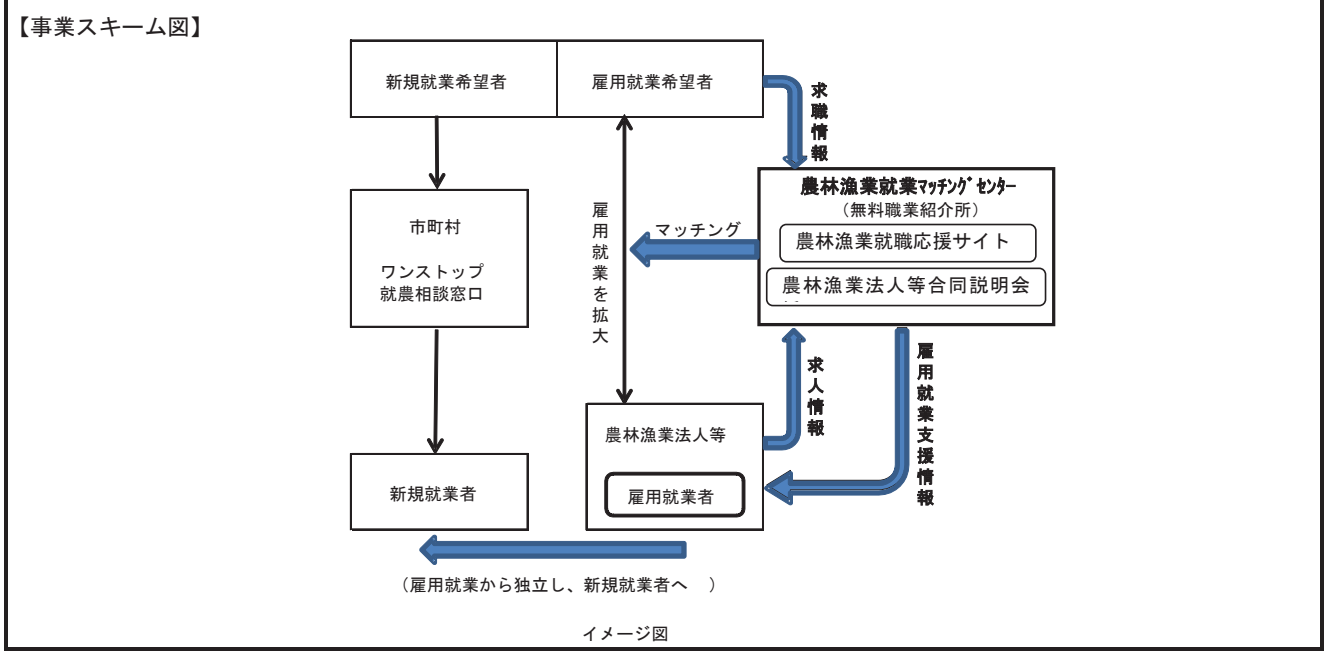 【事業スキーム図】
新規就業希望者
雇用就業希望者
求職情報
農林漁業就業ﾏｯﾁﾝｸﾞｾﾝﾀｰ
（無料職業紹介所）
農林漁業就職応援サイト
農林漁業法人等合同説明会
市町村
ワンストップ
就農相談窓口
雇用就業を拡大
マッチング
求人情報
雇用就業支援情報
農林漁業法人等
雇用就業者
新規就業者
（雇用就業から独立し、新規就業者へ　）
イメージ図